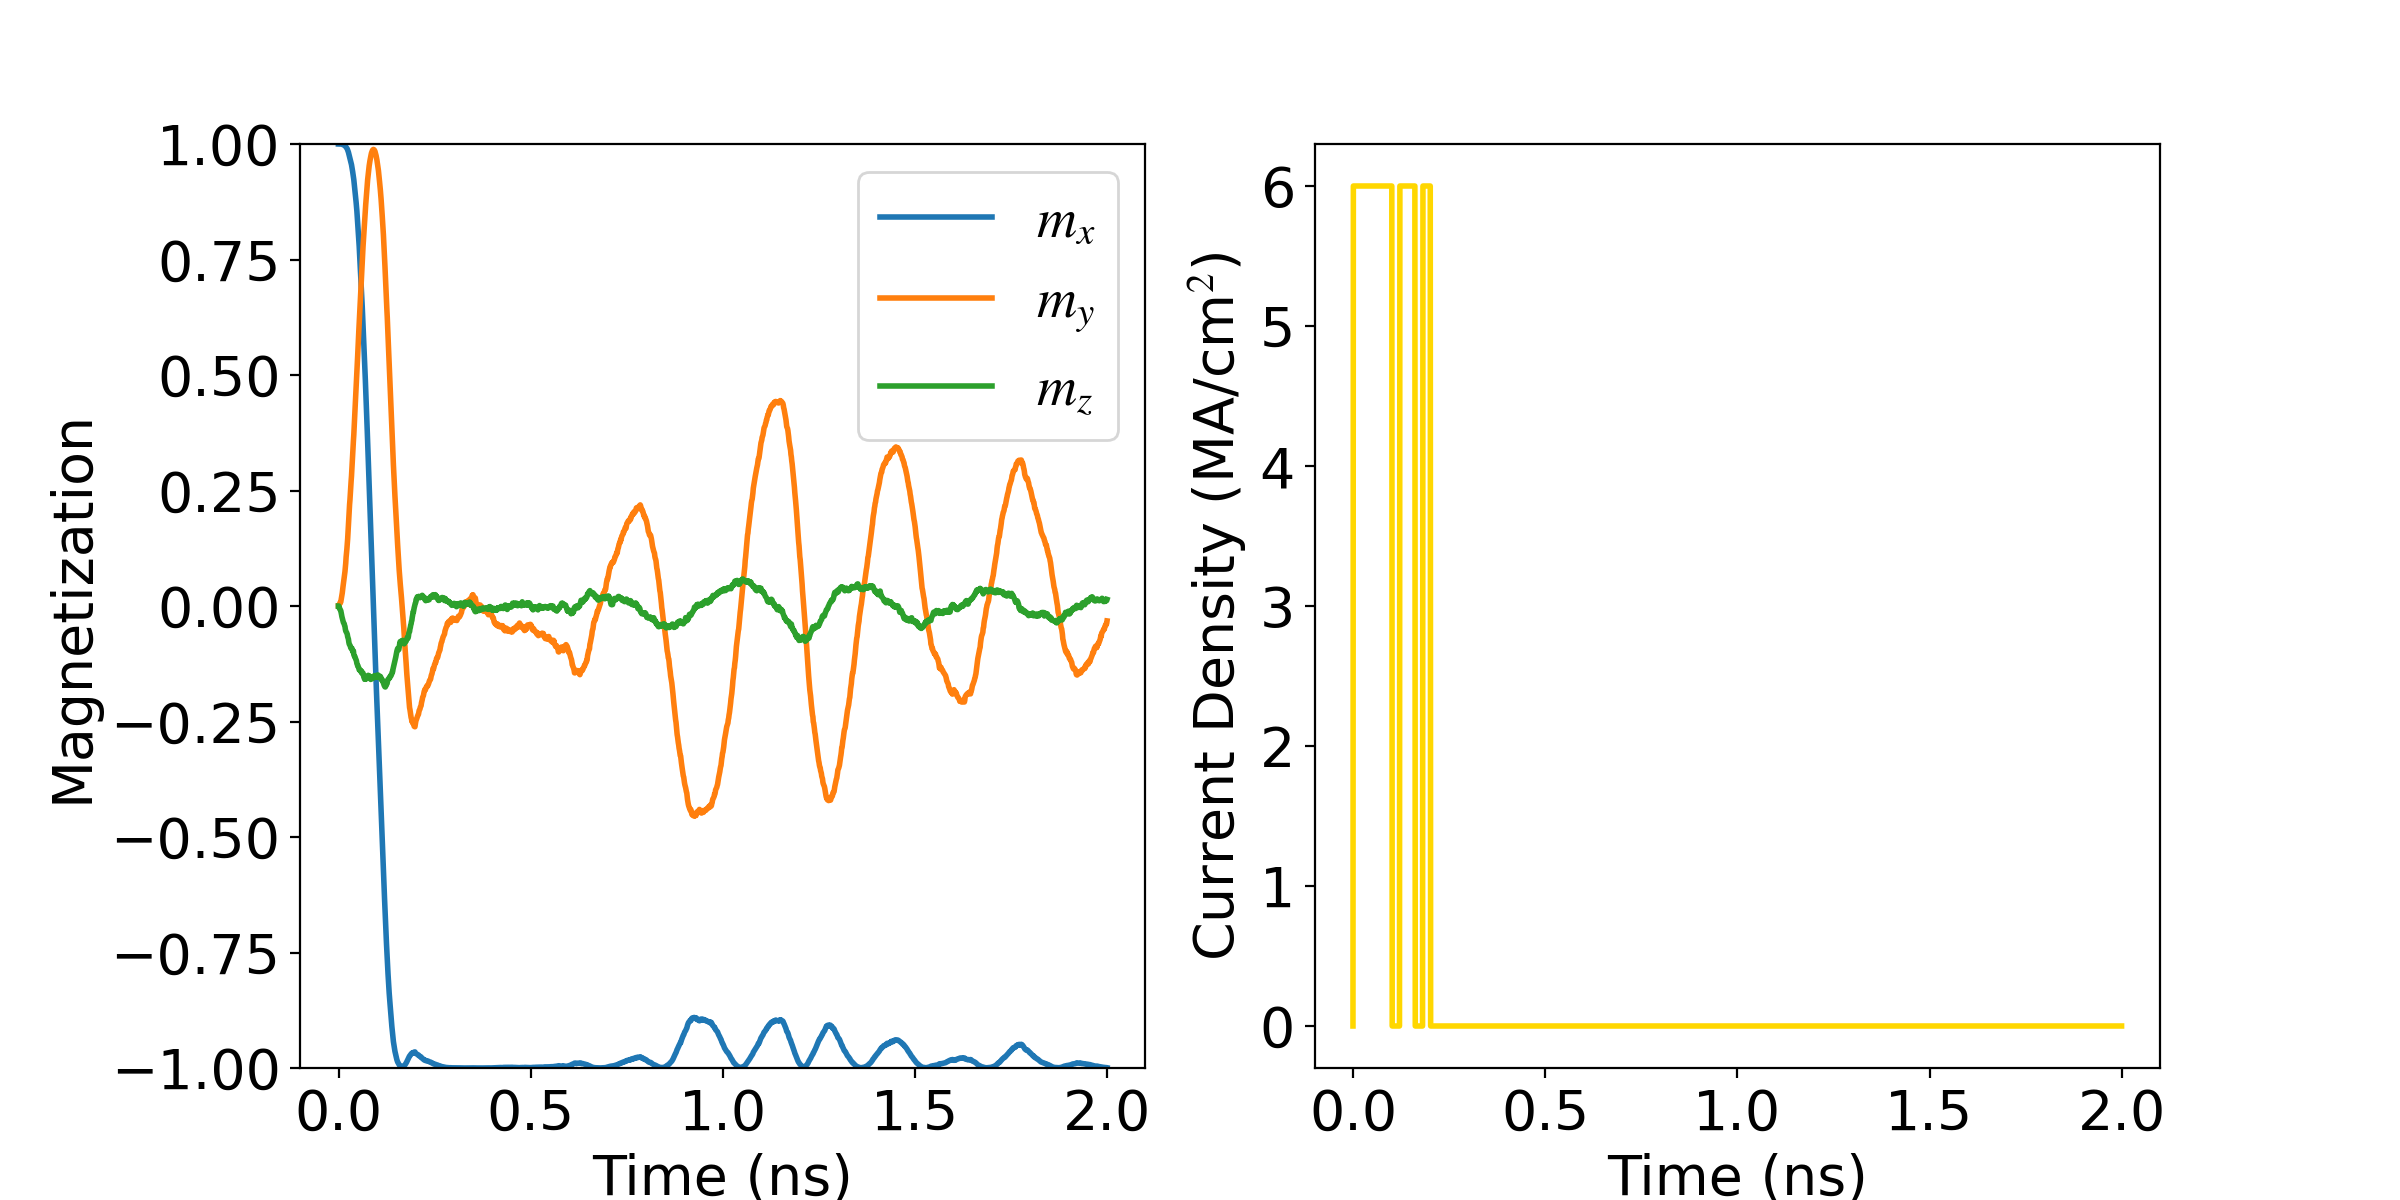 1.00
0.75
0.50
0.25
0.00
−0.25
−0.50
−0.75
−1.00
Magnetization
0.0 0.5 1.0 1.5 2.0
Time (ns)
m_x
m_y
m_z
6
5
4
3
2
1
0
Current Density (MA/cm²)
0.0 0.5 1.0 1.5 2.0
Time (ns)